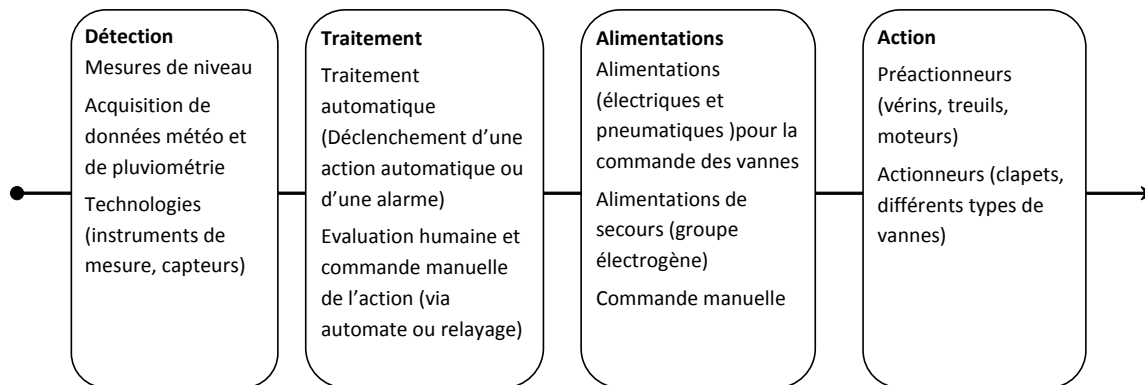 Détection
Mesures de niveau
Acquisition de
données météo et
de pluviométrie
Technologies
(instruments de
mesure, capteurs)
Traitement
Traitement
automatique
(Déclenchement d’une
action automatique ou
d’une alarme)
Evaluation humaine et
commande manuelle
de l’action (via
automate ou relayage)
Alimentations
Alimentations
(électriques et
pneumatiques )pour la
commande des vannes
Alimentations de
secours (groupe
électrogène)
Commande manuelle
Action
Préactionneurs
(vérins, treuils,
moteurs)
Actionneurs (clapets,
différents types de
vannes)